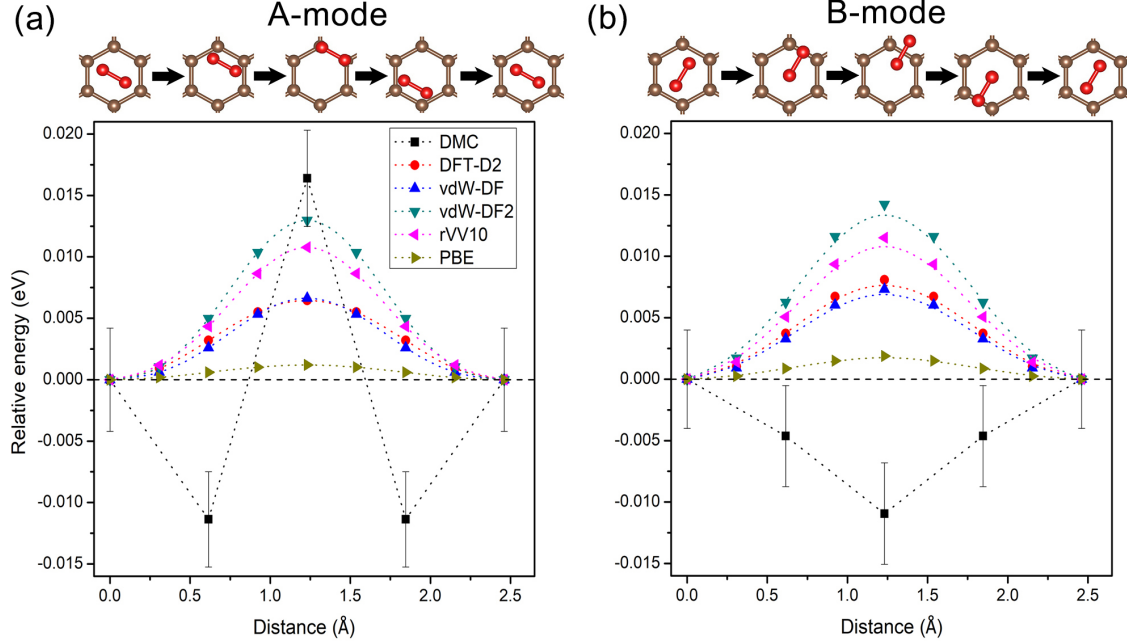 (a)
A-mode
DMC
DFT-D2
vdW-DF
vdW-DF2
rVV10
PBE
Relative energy (eV)
0.020
0.015
0.010
0.005
0.000
-0.005
-0.010
-0.015
0.0 0.5 1.0 1.5 2.0 2.5
Distance (Å)
(b)
B-mode
0.020
0.015
0.010
0.005
0.000
-0.005
-0.010
-0.015
0.0 0.5 1.0 1.5 2.0 2.5
Distance (Å)